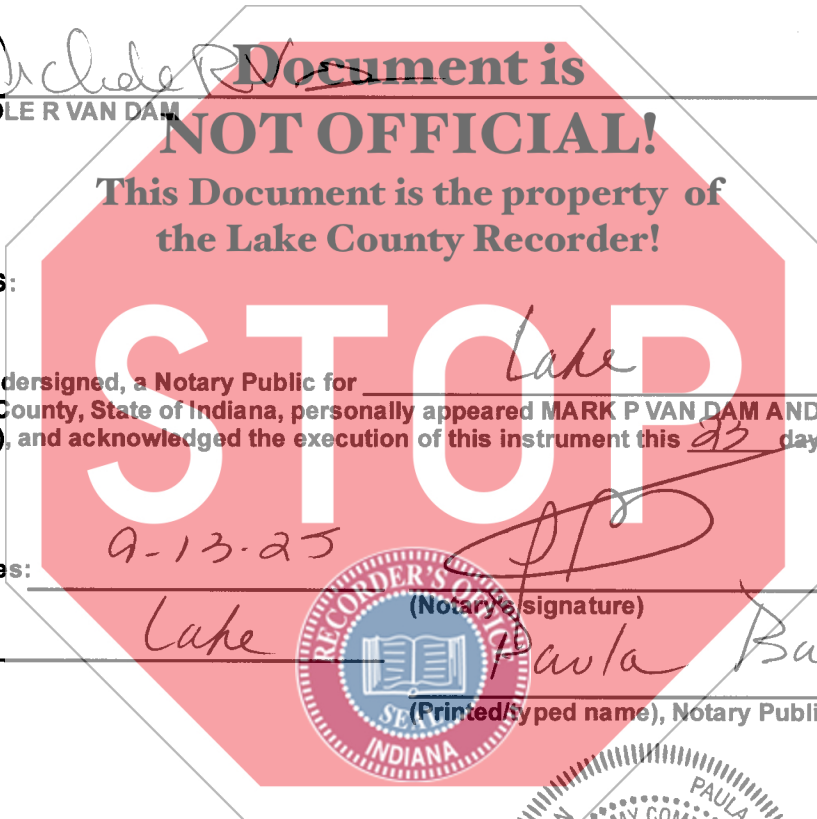 Document is
LE R VAN DAM
NOT OFFICIAL!
This Document is the property of
the Lake County Recorder!
s:
STOP
dersigned, a Notary Public for Lake
County, State of Indiana, personally appeared MARK P VAN DAM AND
, and acknowledged the execution of this instrument this 23 day
9-13-25
es:
(Notary's signature)
Lake
Paula Ba
(Printed/typed name), Notary Publi
RECORDER'S OFFICE
SEAL
INDIANA
PAULA
MY COM